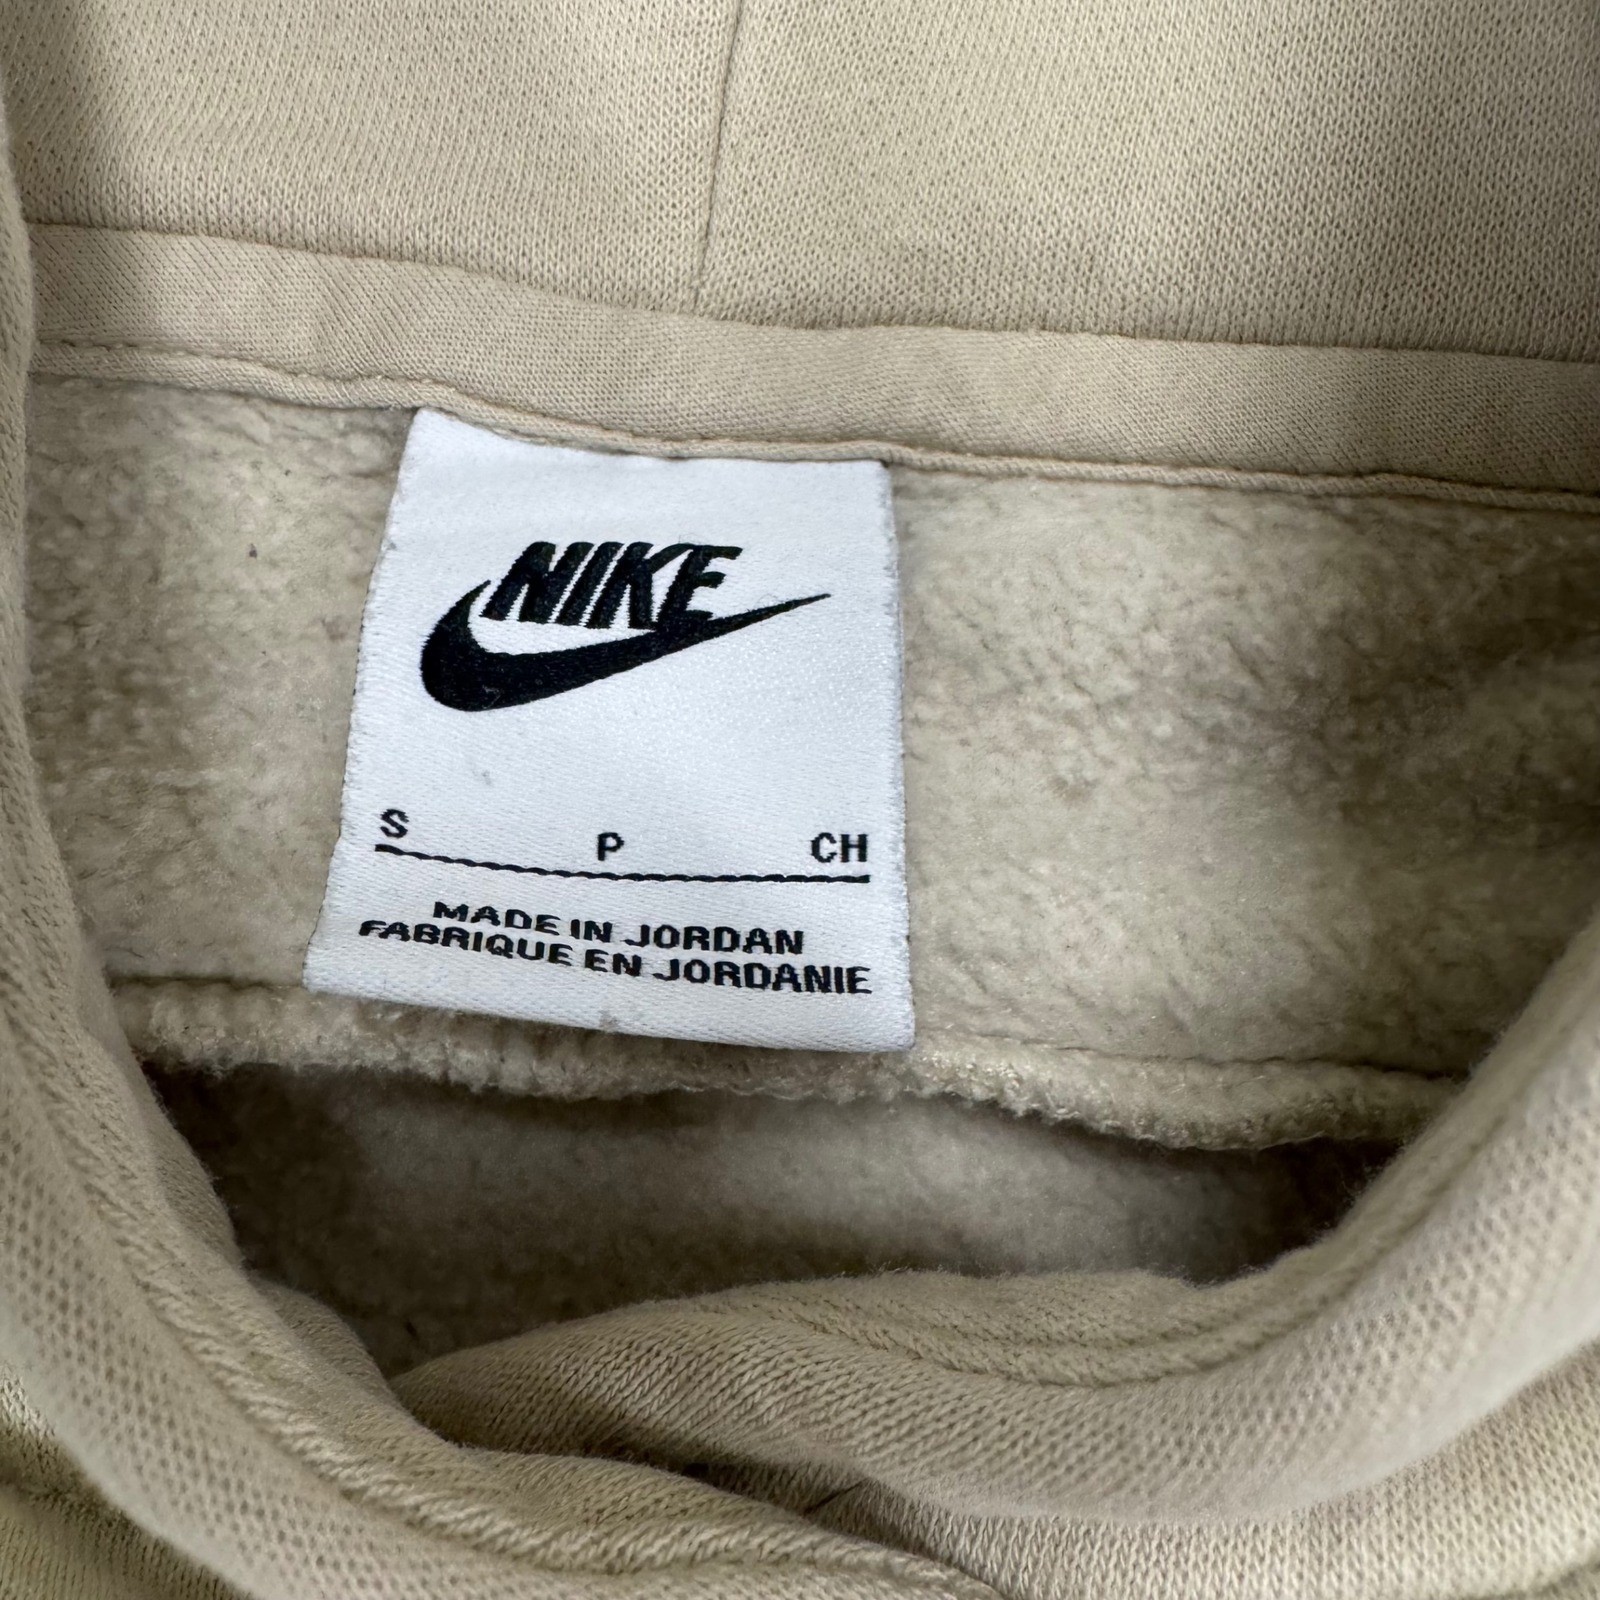 NIKE
S P CH
MADE IN JORDAN
FABRIQUE EN JORDANIE